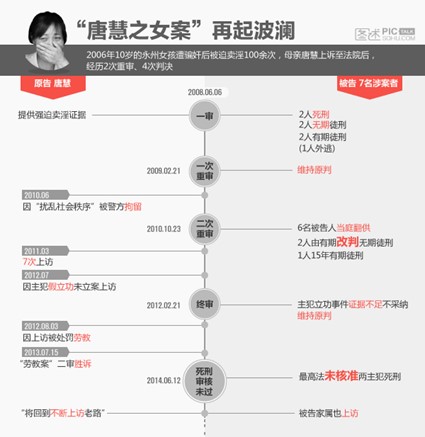 “唐慧之女案”再起波澜
图述 PIC TALK
SOHU.COM
2006年10岁的永州女孩遭骗奸后被迫卖淫100余次，母亲唐慧上诉至法院后，
经历2次重审、4次判决
原告 唐慧
被告 7名涉案者
2008.06.06
提供强迫卖淫证据
一审
2人死刑
2人无期徒刑
2人有期徒刑
(1人外逃)
2009.02.21
一次
重审
维持原判
2010.06
因“扰乱社会秩序”被警方拘留
2010.10.23
二次
重审
6名被告人当庭翻供
2人由有期改判无期徒刑
1人15年有期徒刑
2011.03
7次上访
2012.07
因主犯假立功未立案上访
2012.02.21
终审
主犯立功事件证据不足不采纳
维持原判
2012.08.03
因上访被处罚劳教
2013.07.15
“劳教案”二审胜诉
2014.06.12
死刑
审核
未过
最高法未核准两主犯死刑
“将回到不断上访老路”
被告家属也上访